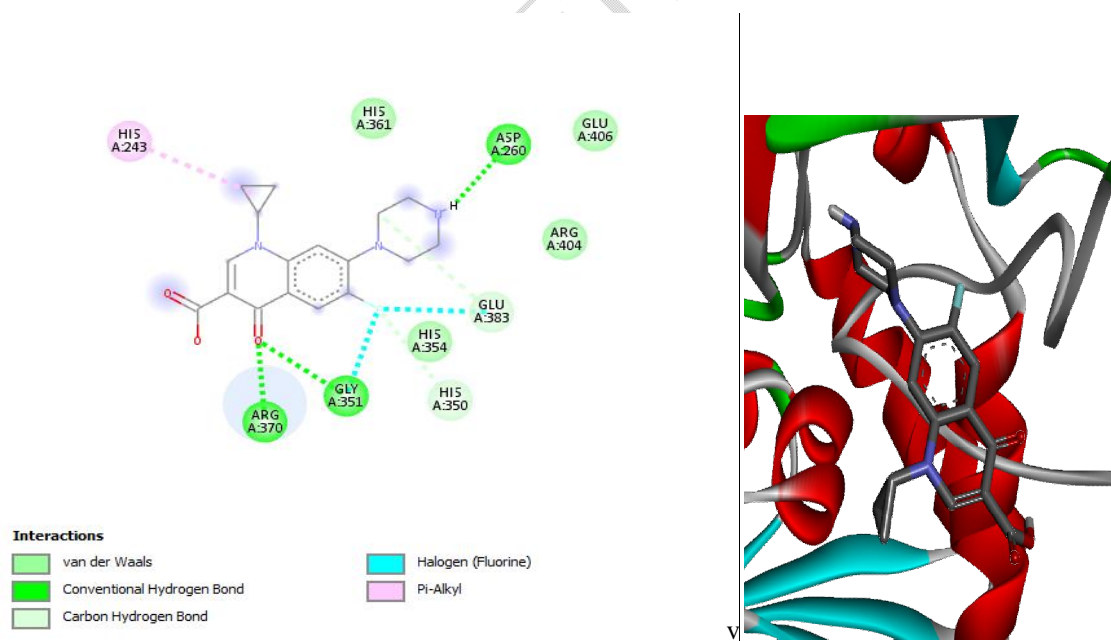 HIS
A:361
ASP
A:260
GLU
A:406
HIS
A:243
H
N
ARG
A:404
N
N
GLU
A:383
O
HIS
A:354
O
O
GLY
A:351
HIS
A:350
ARG
A:370
Interactions
van der Waals
Conventional Hydrogen Bond
Carbon Hydrogen Bond
Halogen (Fluorine)
Pi-Alkyl
v